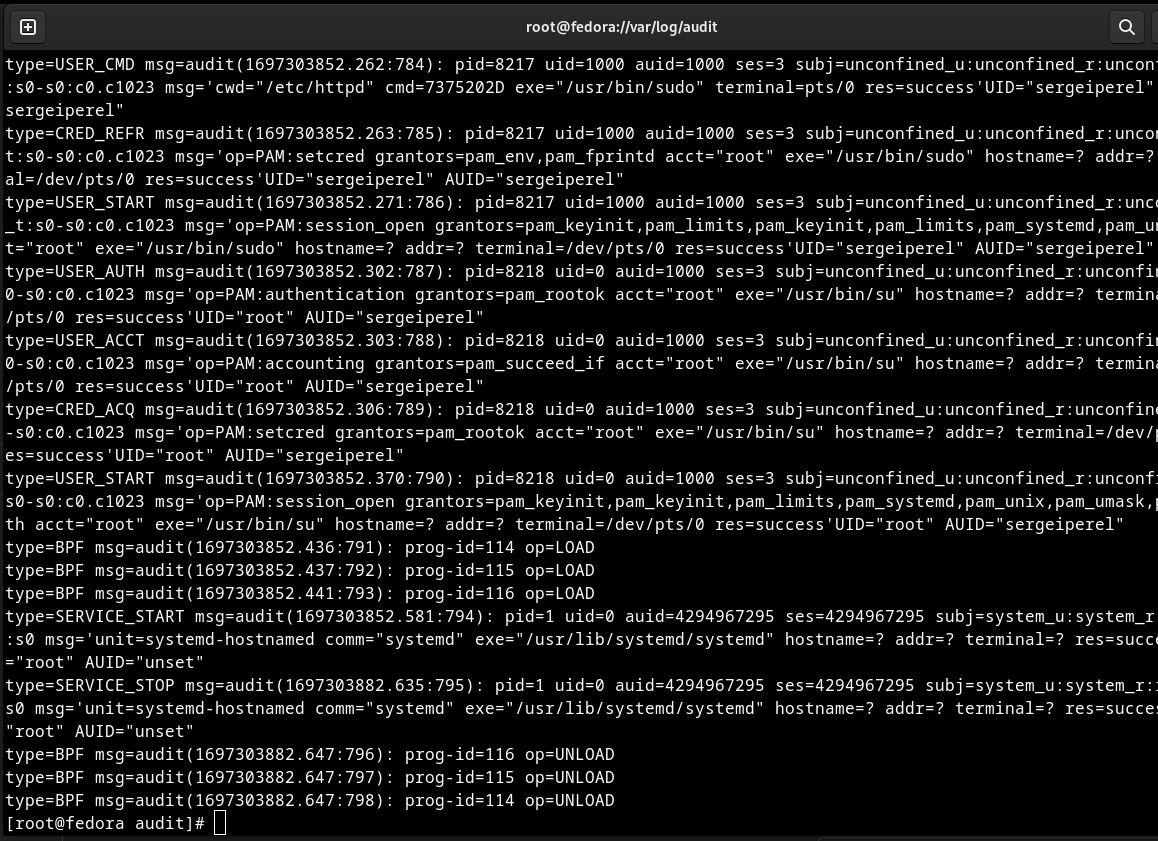 root@fedora://var/log/audit
type=USER_CMD msg=audit(1697303852.262:784): pid=8217 uid=1000 auid=1000 ses=3 subj=unconfined_u:unconfined_r:uncon
:s0-s0:c0.c1023 msg='cwd="/etc/httpd" cmd=7375202D exe="/usr/bin/sudo" terminal=pts/0 res=success'UID="sergeiperel"
sergeiperel"
type=CRED_REFR msg=audit(1697303852.263:785): pid=8217 uid=1000 auid=1000 ses=3 subj=unconfined_u:unconfined_r:uncon
t:s0-s0:c0.c1023 msg='op=PAM:setcred grantors=pam_env,pam_fprintd acct="root" exe="/usr/bin/sudo" hostname=? addr=?
al=/dev/pts/0 res=success'UID="sergeiperel" AUID="sergeiperel"
type=USER_START msg=audit(1697303852.271:786): pid=8217 uid=1000 auid=1000 ses=3 subj=unconfined_u:unconfined_r:unco
_t:s0-s0:c0.c1023 msg='op=PAM:session_open grantors=pam_keyinit,pam_limits,pam_keyinit,pam_limits,pam_systemd,pam_un
t="root" exe="/usr/bin/sudo" hostname=? addr=? terminal=/dev/pts/0 res=success'UID="sergeiperel" AUID="sergeiperel"
type=USER_AUTH msg=audit(1697303852.302:787): pid=8218 uid=0 auid=1000 ses=3 subj=unconfined_u:unconfined_r:unconfin
0-s0:c0.c1023 msg='op=PAM:authentication grantors=pam_rootok acct="root" exe="/usr/bin/su" hostname=? addr=? termina
/pts/0 res=success'UID="root" AUID="sergeiperel"
type=USER_ACCT msg=audit(1697303852.303:788): pid=8218 uid=0 auid=1000 ses=3 subj=unconfined_u:unconfined_r:unconfin
0-s0:c0.c1023 msg='op=PAM:accounting grantors=pam_succeed_if acct="root" exe="/usr/bin/su" hostname=? addr=? termina
/pts/0 res=success'UID="root" AUID="sergeiperel"
type=CRED_ACQ msg=audit(1697303852.306:789): pid=8218 uid=0 auid=1000 ses=3 subj=unconfined_u:unconfined_r:unconfine
-s0:c0.c1023 msg='op=PAM:setcred grantors=pam_rootok acct="root" exe="/usr/bin/su" hostname=? addr=? terminal=/dev/p
es=success'UID="root" AUID="sergeiperel"
type=USER_START msg=audit(1697303852.370:790): pid=8218 uid=0 auid=1000 ses=3 subj=unconfined_u:unconfined_r:unconfi
s0-s0:c0.c1023 msg='op=PAM:session_open grantors=pam_keyinit,pam_keyinit,pam_limits,pam_systemd,pam_unix,pam_umask,p
th acct="root" exe="/usr/bin/su" hostname=? addr=? terminal=/dev/pts/0 res=success'UID="root" AUID="sergeiperel"
type=BPF msg=audit(1697303852.436:791): prog-id=114 op=LOAD
type=BPF msg=audit(1697303852.437:792): prog-id=115 op=LOAD
type=BPF msg=audit(1697303852.441:793): prog-id=116 op=LOAD
type=SERVICE_START msg=audit(1697303852.581:794): pid=1 uid=0 auid=4294967295 ses=4294967295 subj=system_u:system_r
:s0 msg='unit=systemd-hostnamed comm="systemd" exe="/usr/lib/systemd/systemd" hostname=? addr=? terminal=? res=succe
="root" AUID="unset"
type=SERVICE_STOP msg=audit(1697303882.635:795): pid=1 uid=0 auid=4294967295 ses=4294967295 subj=system_u:system_r:
s0 msg='unit=systemd-hostnamed comm="systemd" exe="/usr/lib/systemd/systemd" hostname=? addr=? terminal=? res=succes
"root" AUID="unset"
type=BPF msg=audit(1697303882.647:796): prog-id=116 op=UNLOAD
type=BPF msg=audit(1697303882.647:797): prog-id=115 op=UNLOAD
type=BPF msg=audit(1697303882.647:798): prog-id=114 op=UNLOAD
[root@fedora audit]#